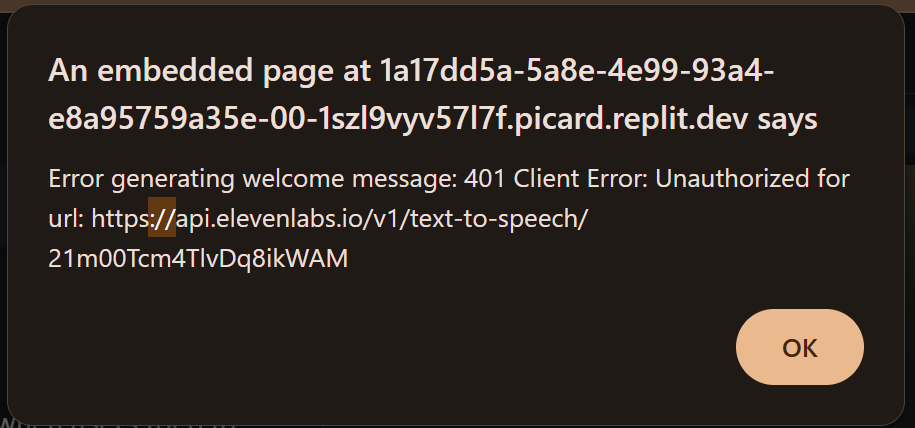 An embedded page at 1a17dd5a-5a8e-4e99-93a4-
e8a95759a35e-00-1szl9vyv57l7f.picard.replit.dev says
Error generating welcome message: 401 Client Error: Unauthorized for
url: https://api.elevenlabs.io/v1/text-to-speech/
21m00Tcm4TlvDq8ikWAM
OK